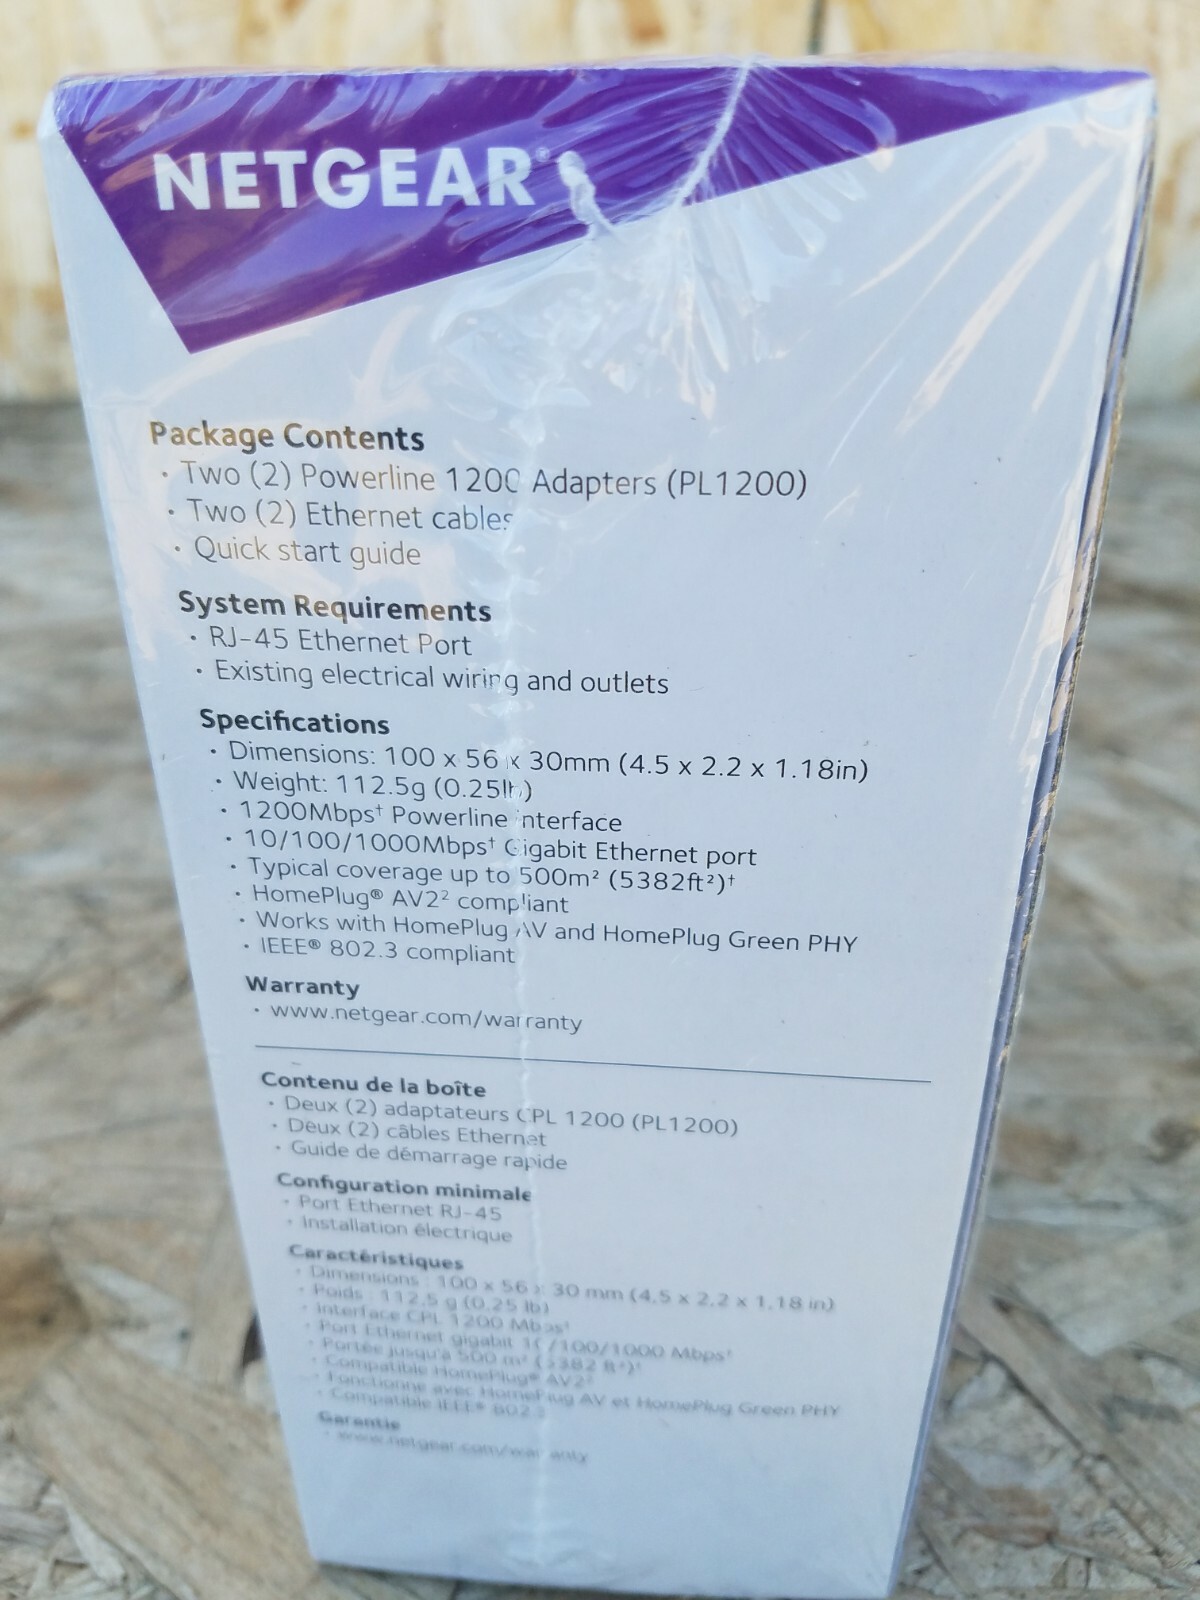 NETGEAR®
Package Contents
· Two (2) Powerline 1200 Adapters (PL1200)
· Two (2) Ethernet cables
· Quick start guide
System Requirements
· RJ-45 Ethernet Port
· Existing electrical wiring and outlets
Specifications
· Dimensions: 100 x 56 x 30mm (4.5 x 2.2 x 1.18in)
· Weight: 112.5g (0.25lb)
· 1200Mbps† Powerline interface
· 10/100/1000Mbps† Gigabit Ethernet port
· Typical coverage up to 500m² (5382ft²)†
· HomePlug® AV2² compliant
· Works with HomePlug AV and HomePlug Green PHY
· IEEE® 802.3 compliant
Warranty
· www.netgear.com/warranty
Contenu de la boîte
· Deux (2) adaptateurs CPL 1200 (PL1200)
· Deux (2) câbles Ethernet
· Guide de démarrage rapide
Configuration minimale
· Port Ethernet RJ-45
· Installation électrique
Caractéristiques
· Dimensions : 100 x 56 x 30 mm (4.5 x 2.2 x 1.18 in)
· Poids : 112.5 g (0.25 lb)
· Interface CPL 1200 Mbps†
· Port Ethernet gigabit 10/100/1000 Mbps†
· Portée jusqu'à 500 m² (5382 ft²)†
· Compatible HomePlug® AV2²
· Fonctionne avec HomePlug AV et HomePlug Green PHY
· Compatible IEEE® 802.3
Garantie
· www.netgear.com/warranty